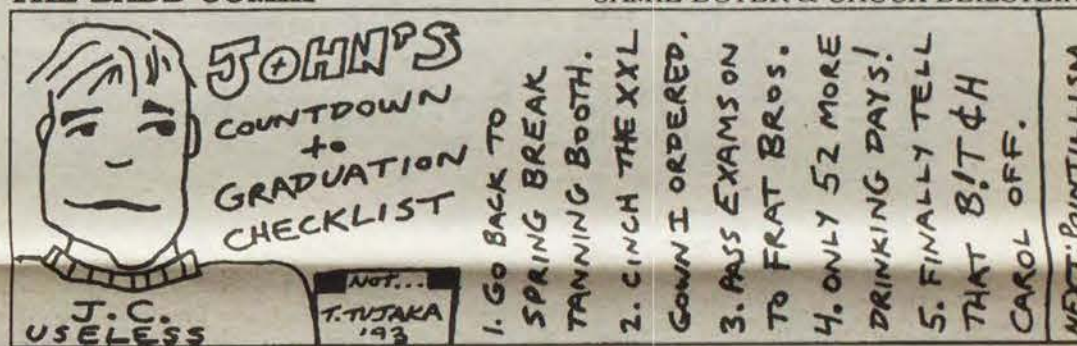 JOHN'S
COUNTDOWN
to
GRADUATION
CHECKLIST
J.C.
USELESS
NOT...
T. TUJAKA
'93
1. GO BACK TO
SPRING BREAK
TANNING BOOTH.
2. CINCH THE XXL
GOWN I ORDERED.
3. PASS EXAMS ON
TO FRAT BROS.
4. ONLY 52 MORE
DRINKING DAYS!
5. FINALLY TELL
THAT B!T¢H
CAROL OFF.
NEXT: